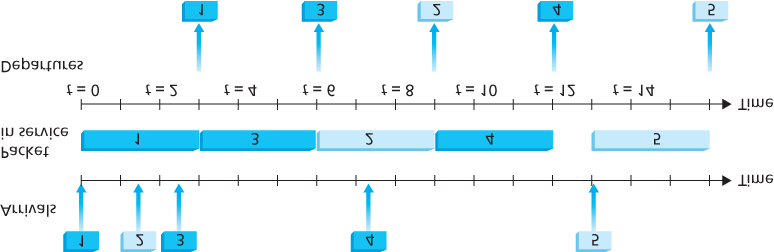 1 3 2 4 5
Departures
t = 0 t = 2 t = 4 t = 6 t = 8 t = 10 t = 12 t = 14
Time
Packet
in service
1 3 2 4 5
Time
Arrivals
1 2 3 4 5